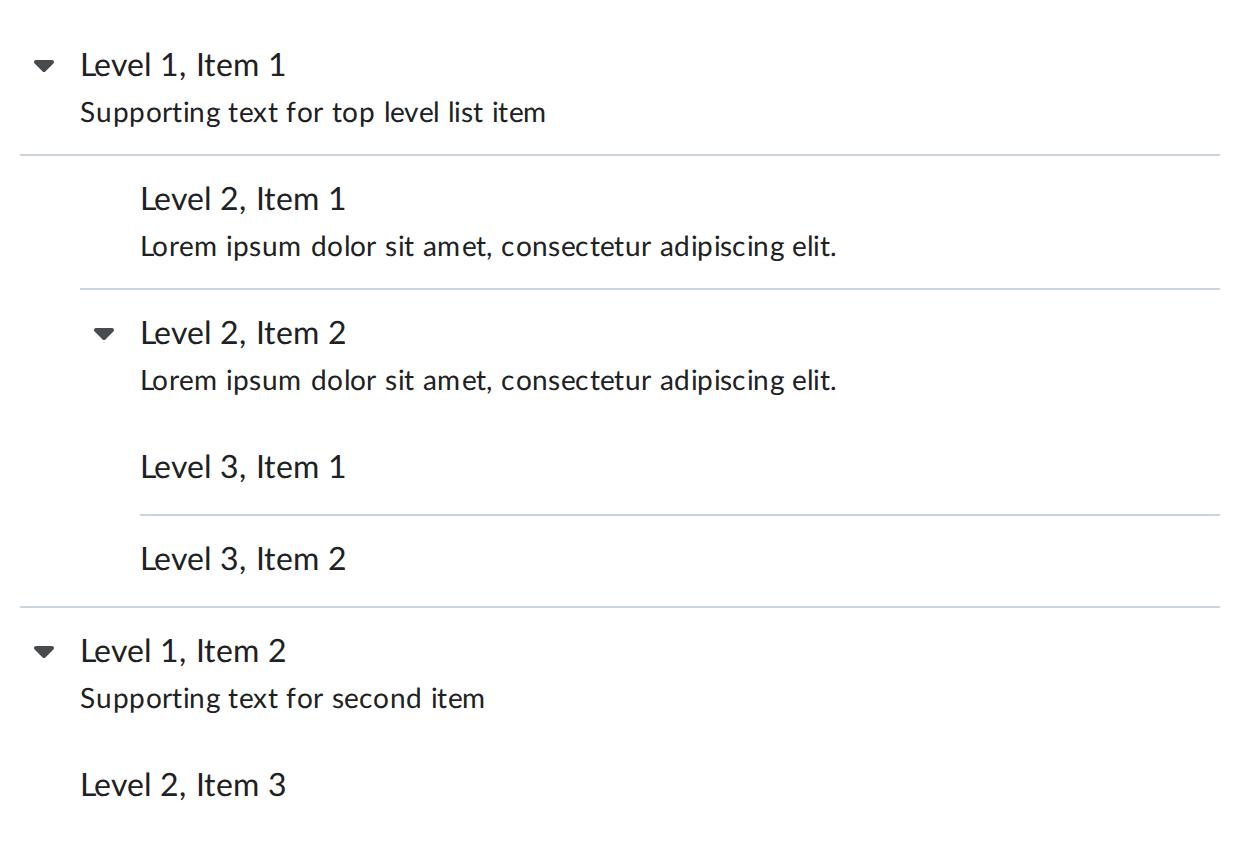 Level 1, Item 1
Supporting text for top level list item
Level 2, Item 1
Lorem ipsum dolor sit amet, consectetur adipiscing elit.
Level 2, Item 2
Lorem ipsum dolor sit amet, consectetur adipiscing elit.
Level 3, Item 1
Level 3, Item 2
Level 1, Item 2
Supporting text for second item
Level 2, Item 3